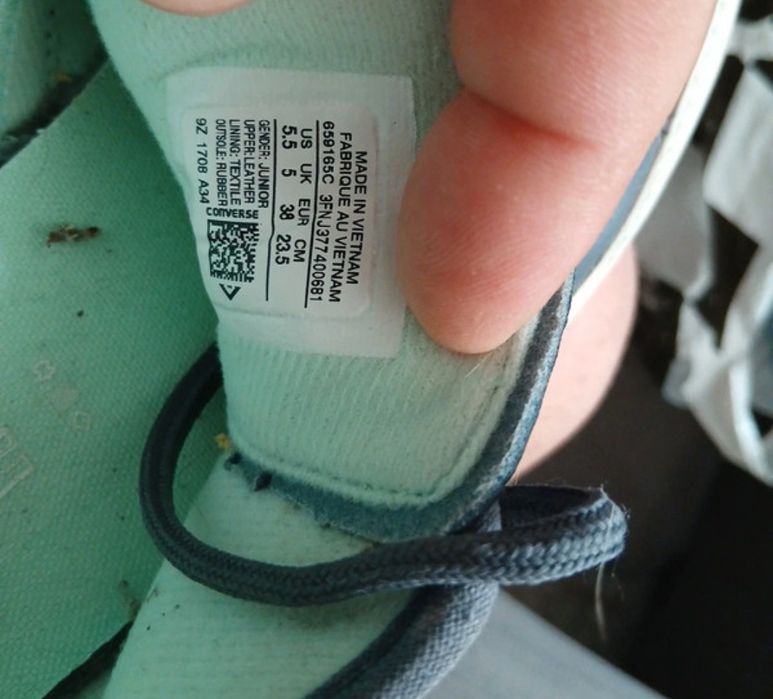 MADE IN VIETNAM
FABRIQUE AU VIETNAM
659165C 3FNJ377400681
US UK EUR CM
5.5 5 38 23.5
GENDER: JUNIOR
UPPER: LEATHER
LINING: TEXTILE
OUTSOLE: RUBBER
CONVERSE
9Z 1708 A34